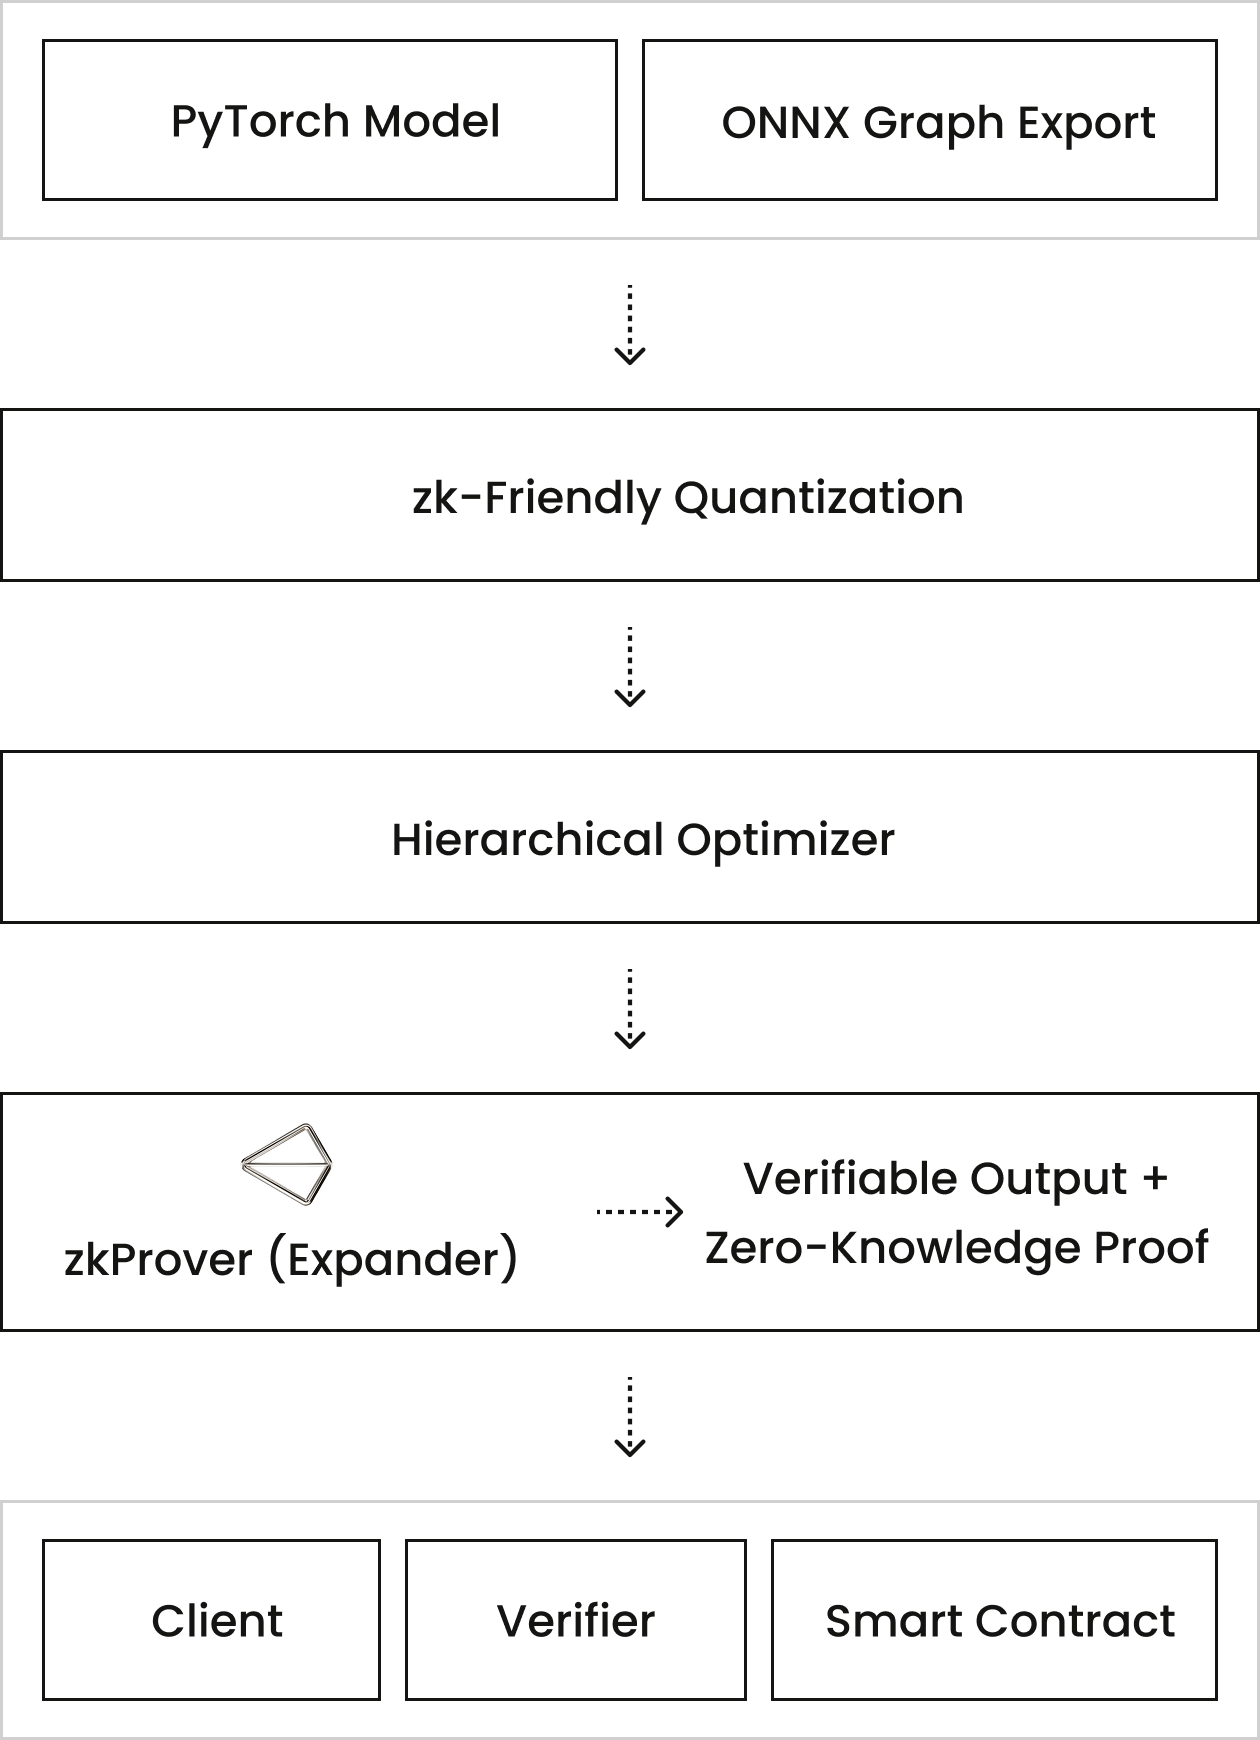 PyTorch Model
ONNX Graph Export
zk-Friendly Quantization
Hierarchical Optimizer
zkProver (Expander)
Verifiable Output +
Zero-Knowledge Proof
Client
Verifier
Smart Contract